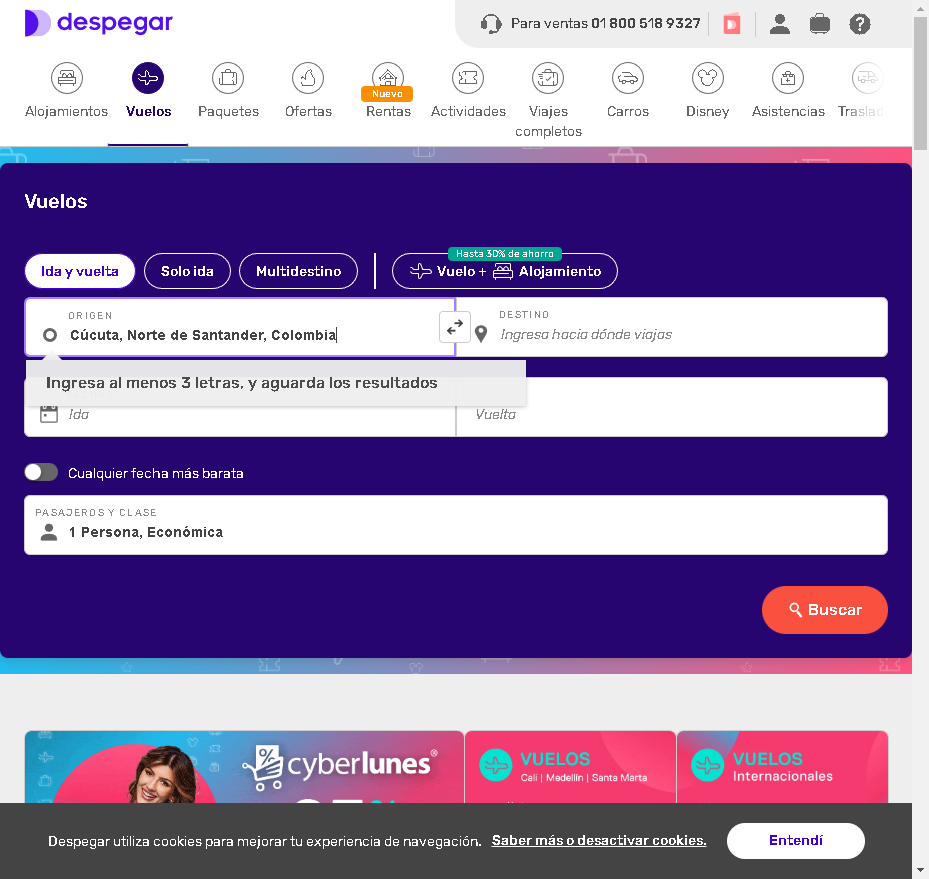 despegar
Para ventas 01 800 518 9327
Alojamientos
Vuelos
Paquetes
Ofertas
Nuevo
Rentas
Actividades
Viajes
completos
Carros
Disney
Asistencias
Traslad
Vuelos
Hasta 30% de ahorro
Ida y vuelta
Solo ida
Multidestino
Vuelo + Alojamiento
ORIGEN
Cúcuta, Norte de Santander, Colombia
DESTINO
Ingresa hacia dónde viajas
Ingresa al menos 3 letras, y aguarda los resultados
Ida
Vuelta
Cualquier fecha más barata
PASAJEROS Y CLASE
1 Persona, Económica
Buscar
cyberlunes®
VUELOS
Cali | Medellín | Santa Marta
VUELOS
Internacionales
Despegar utiliza cookies para mejorar tu experiencia de navegación. Saber más o desactivar cookies.
Entendí